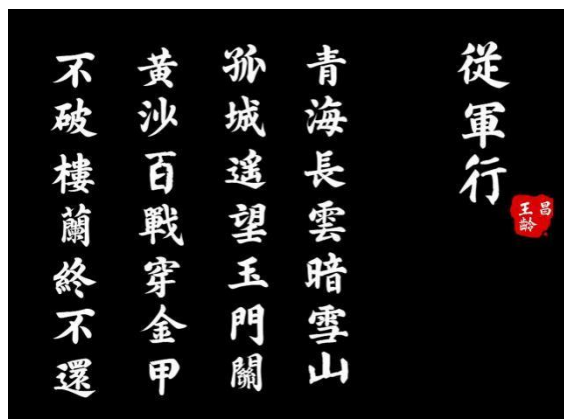 從軍行
王昌齡
青海長雲暗雪山
孤城遥望玉門關
黃沙百戰穿金甲
不破樓蘭終不還